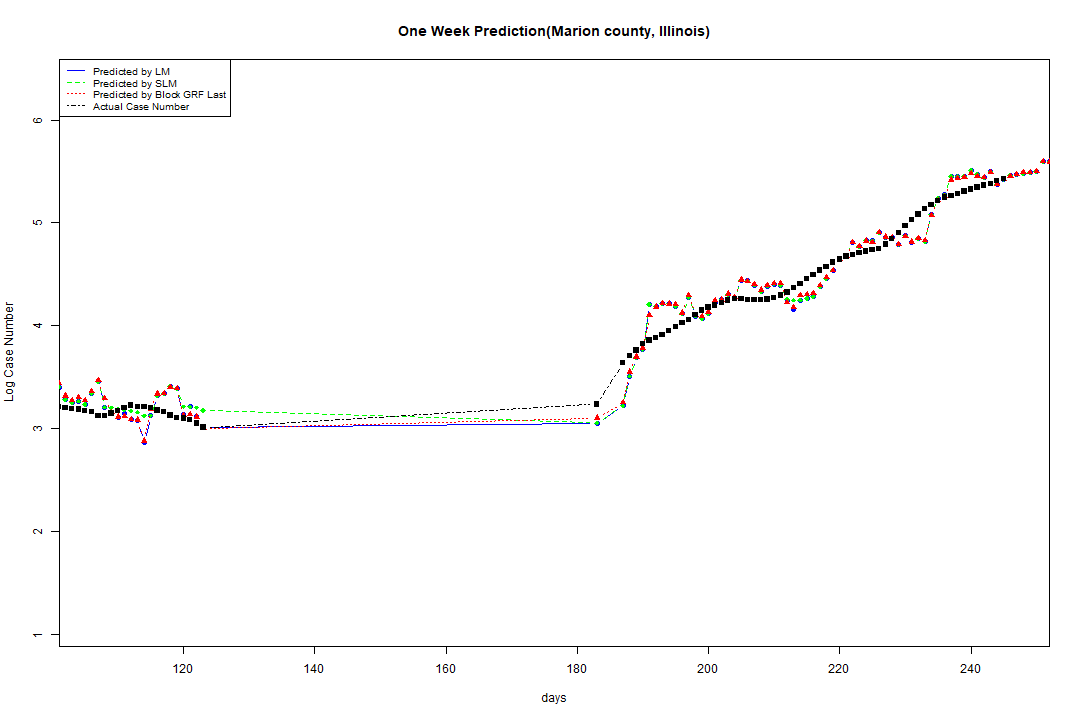 One Week Prediction(Marion county, Illinois)
Predicted by LM
Predicted by SLM
Predicted by Block GRF Last
Actual Case Number
6
5
4
3
2
1
Log Case Number
120 140 160 180 200 220 240
days